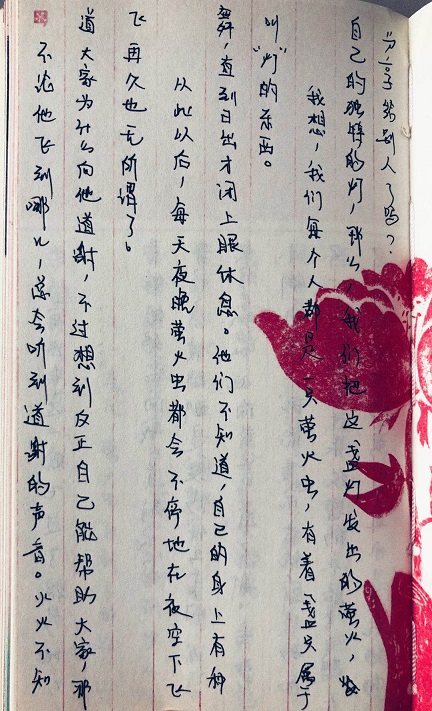 不论他飞到哪儿，总会听到道谢的声音。火火不知
道大家为什么向他道谢，不过想到反正自己能帮助大家，那
飞再久也无所谓了。
从此以后，每天夜晚萤火虫都会不停地在夜空下飞
舞，直到日出才闭上眼休息。他们不知道，自己的身上有种
叫“灯”的东西。
我想，我们每个人都是一只萤火虫，有着一盏只属于
自己的独特的灯，那么，我们把这盏灯发出的萤火，
分享给别人了吗？